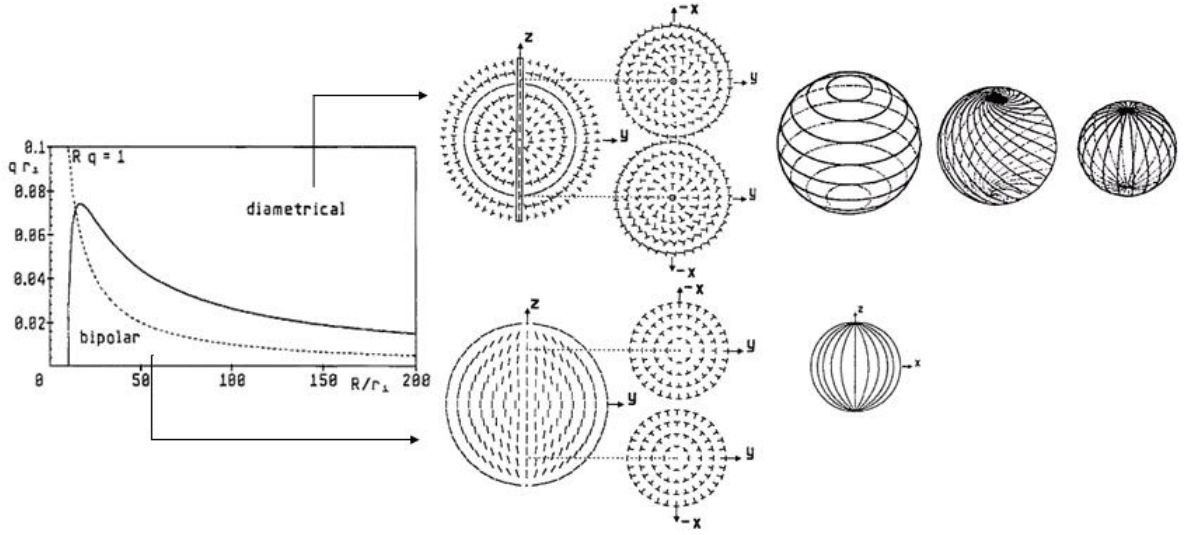 0.1
q r⊥
R q = 1
0.08
0.06
0.04
0.02
0
50
100
150
200
R/r⊥
diametrical
bipolar
z
y
-x
y
y
-x
z
y
-x
y
y
-x
z
x